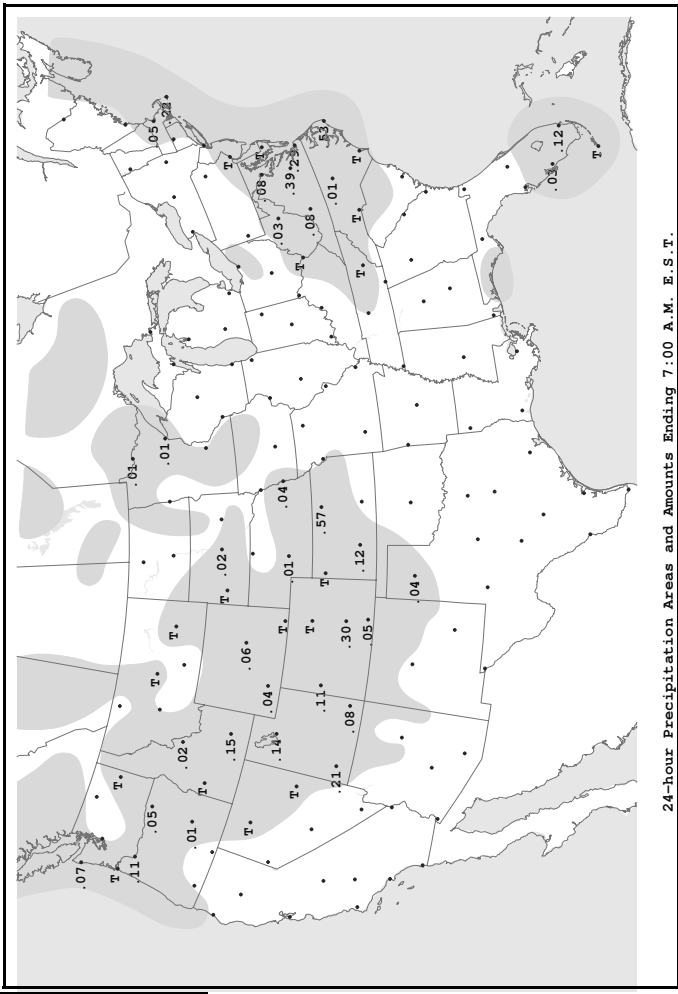 .07
T
.11
T
.05
.01
T
.02
T
T
.01
.01
.05
.22
.15
T
.02
T
T
.06
.04
.14
T
T
.04
.01
.08
T
.03
.39
.29
T
T
.11
.57
T
T
.08
.53
.01
.21
.08
.30
.05
.12
T
T
T
.04
.03
.12
T
24-hour Precipitation Areas and Amounts Ending 7:00 A.M. E.S.T.